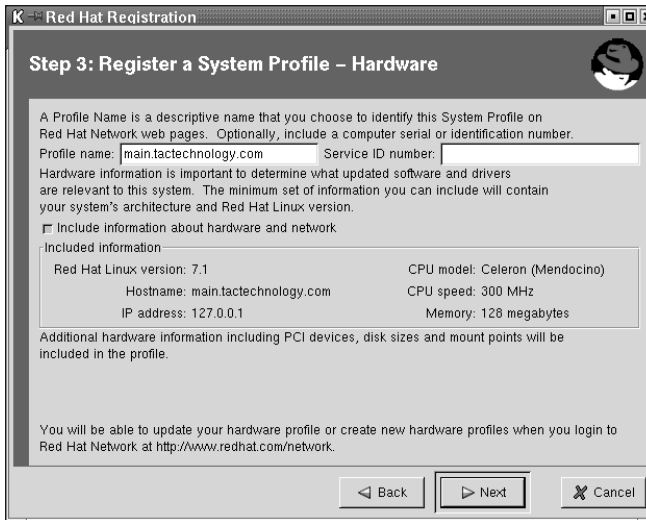 Red Hat Registration
Step 3: Register a System Profile – Hardware
A Profile Name is a descriptive name that you choose to identify this System Profile on
Red Hat Network web pages. Optionally, include a computer serial or identification number.
Profile name: main.tactechnology.com Service ID number:
Hardware information is important to determine what updated software and drivers
are relevant to this system. The minimum set of information you can include will contain
your system's architecture and Red Hat Linux version.
Include information about hardware and network
Included information
Red Hat Linux version: 7.1 CPU model: Celeron (Mendocino)
Hostname: main.tactechnology.com CPU speed: 300 MHz
IP address: 127.0.0.1 Memory: 128 megabytes
Additional hardware information including PCI devices, disk sizes and mount points will be
included in the profile.
You will be able to update your hardware profile or create new hardware profiles when you login to
Red Hat Network at http://www.redhat.com/network.
Back Next Cancel